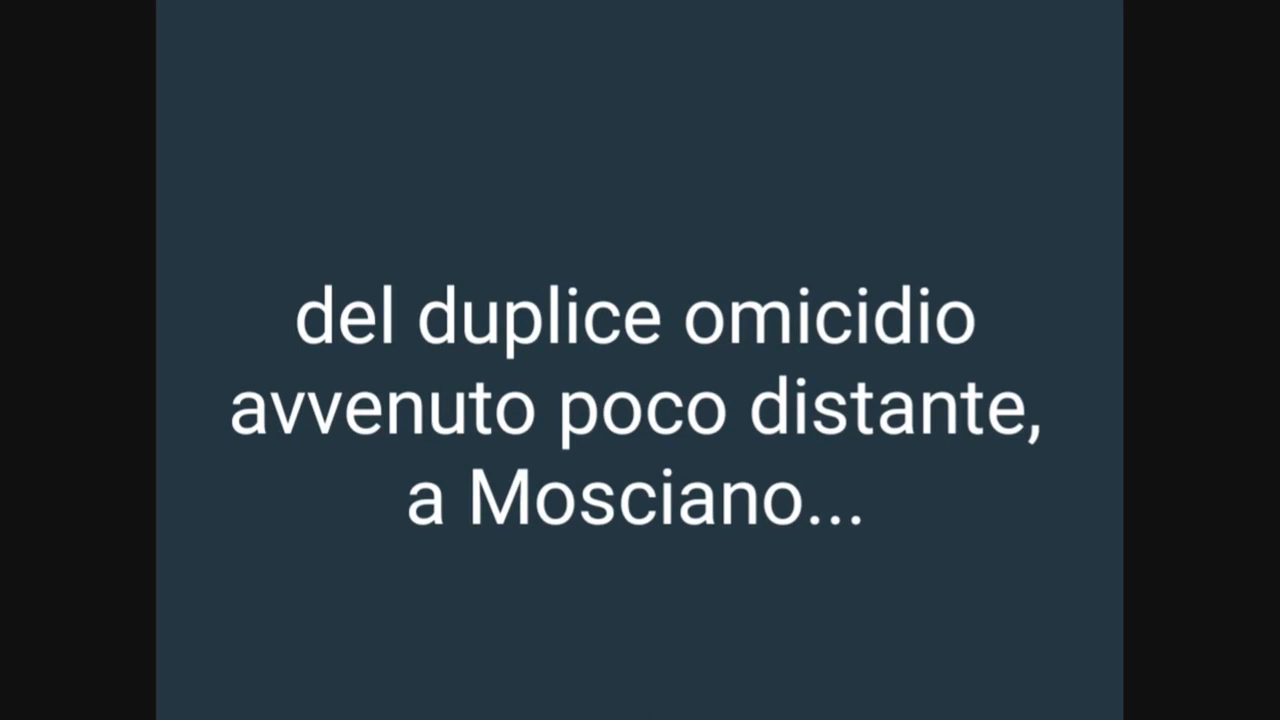 del duplice omicidio
avvenuto poco distante,
a Mosciano...